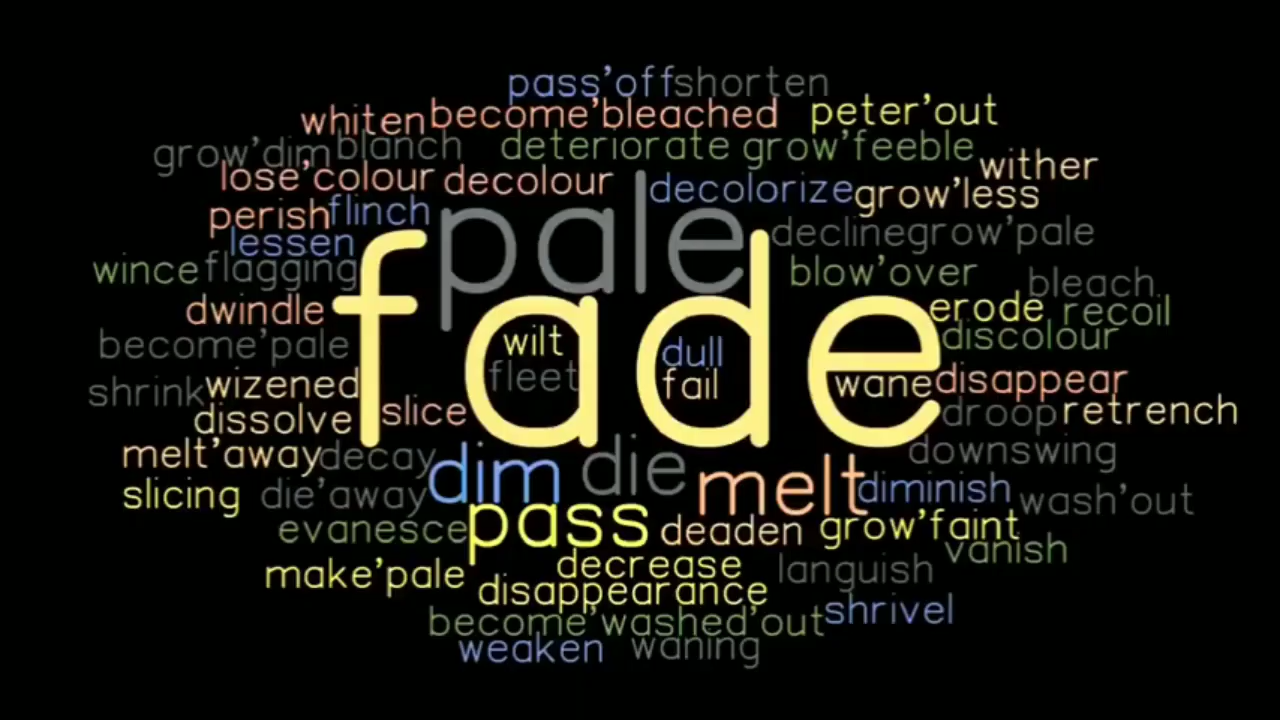 pass'off shorten
whiten become'bleached peter'out
grow'dim blanch deteriorate grow'feeble wither
lose'colour decolour decolorize grow'less
perish flinch pale decline grow'pale
lessen
wince flagging blow'over bleach
dwindle fade erode recoil
become'pale wilt dull discolour
shrink wizened fleet fail wane disappear
dissolve slice droop retrench
melt'away decay dim die melt downswing
slicing die'away diminish wash'out
evanesce pass deaden grow'faint vanish
make'pale decrease languish
disappearance
become'washed'out shrivel
weaken waning